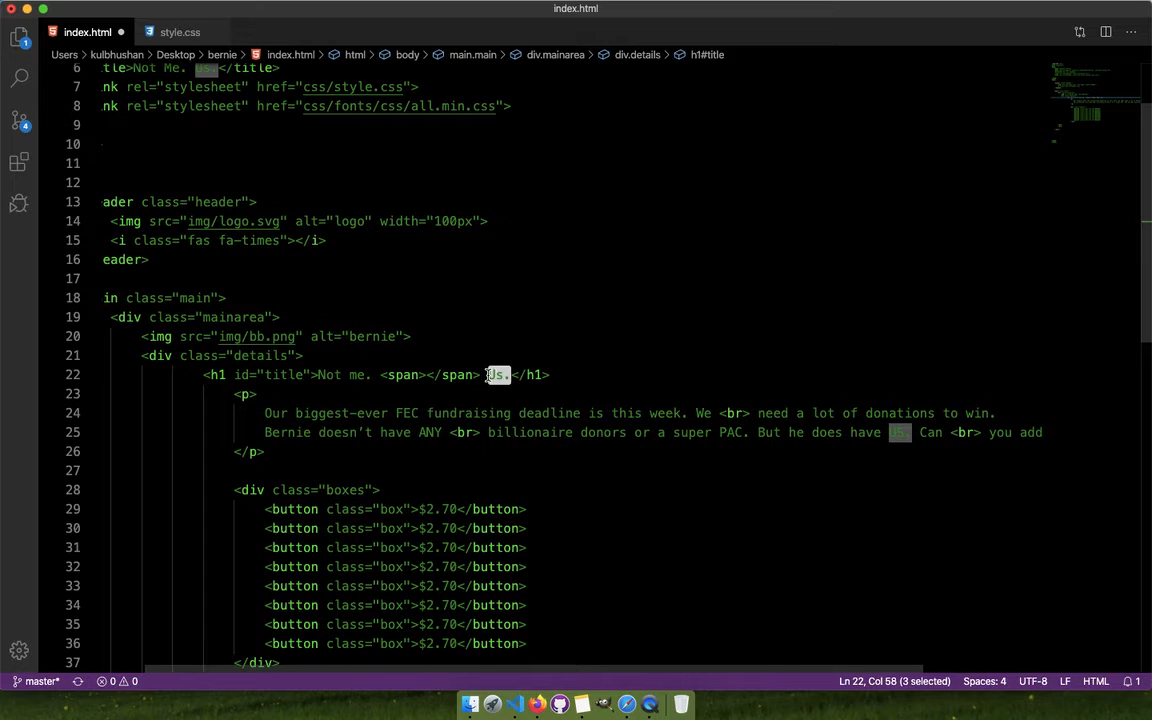 index.html
index.html
style.css
Users > kulbhushan > Desktop > bernie > index.html > html > body > main.main > div.mainarea > div.details > h1#title
6 tle>Not Me. Us.</title>
7 nk rel="stylesheet" href="css/style.css">
8 nk rel="stylesheet" href="css/fonts/css/all.min.css">
9
10
11
12
13 ader class="header">
14 <img src="img/logo.svg" alt="logo" width="100px">
15 <i class="fas fa-times"></i>
16 eader>
17
18 in class="main">
19 <div class="mainarea">
20 <img src="img/bb.png" alt="bernie">
21 <div class="details">
22 <h1 id="title">Not me. <span></span> Us.</h1>
23 <p>
24 Our biggest-ever FEC fundraising deadline is this week. We <br> need a lot of donations to win.
25 Bernie doesn’t have ANY <br> billionaire donors or a super PAC. But he does have US. Can <br> you add
26 </p>
27
28 <div class="boxes">
29 <button class="box">$2.70</button>
30 <button class="box">$2.70</button>
31 <button class="box">$2.70</button>
32 <button class="box">$2.70</button>
33 <button class="box">$2.70</button>
34 <button class="box">$2.70</button>
35 <button class="box">$2.70</button>
36 <button class="box">$2.70</button>
37 </div>
1
4
master* 0 0 Ln 22, Col 58 (3 selected) Spaces: 4 UTF-8 LF HTML 1